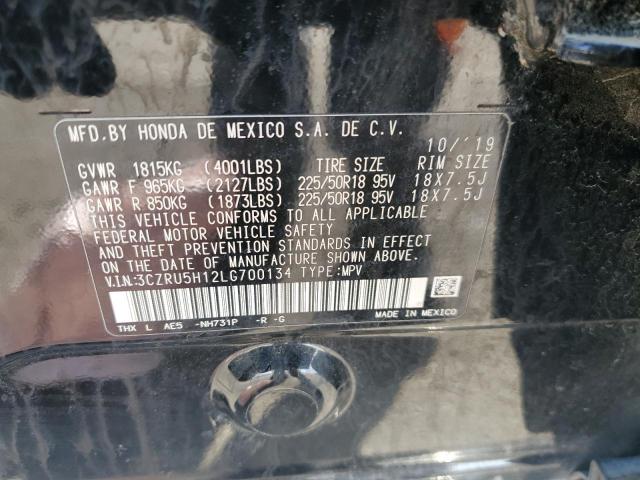 MFD.BY HONDA DE MEXICO S.A. DE C.V. 10/'19
GVWR 1815KG (4001LBS) TIRE SIZE RIM SIZE
GAWR F 965KG (2127LBS) 225/50R18 95V 18X7.5J
GAWR R 850KG (1873LBS) 225/50R18 95V 18X7.5J
THIS VEHICLE CONFORMS TO ALL APPLICABLE
FEDERAL MOTOR VEHICLE SAFETY
AND THEFT PREVENTION STANDARDS IN EFFECT
ON THE DATE OF MANUFACTURE SHOWN ABOVE.
V.I.N:3CZRU5H12LG700134 TYPE:MPV
THX L AE5 -NH731P -R -G MADE IN MEXICO